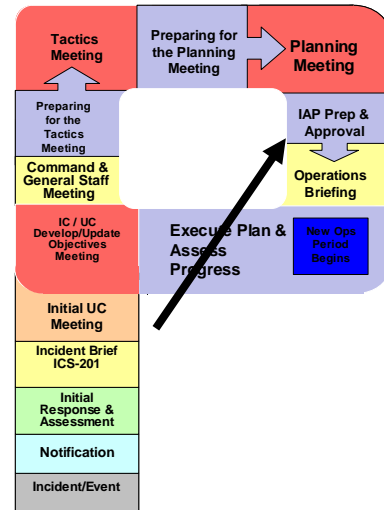 Tactics
Meeting
Preparing for
the Planning
Meeting
Planning
Meeting
Preparing
for the
Tactics
Meeting
IAP Prep &
Approval
Command &
General Staff
Meeting
Operations
Briefing
IC / UC
Develop/Update
Objectives
Meeting
Execute Plan &
Assess
Progress
New Ops
Period
Begins
Initial UC
Meeting
Incident Brief
ICS-201
Initial
Response &
Assessment
Notification
Incident/Event